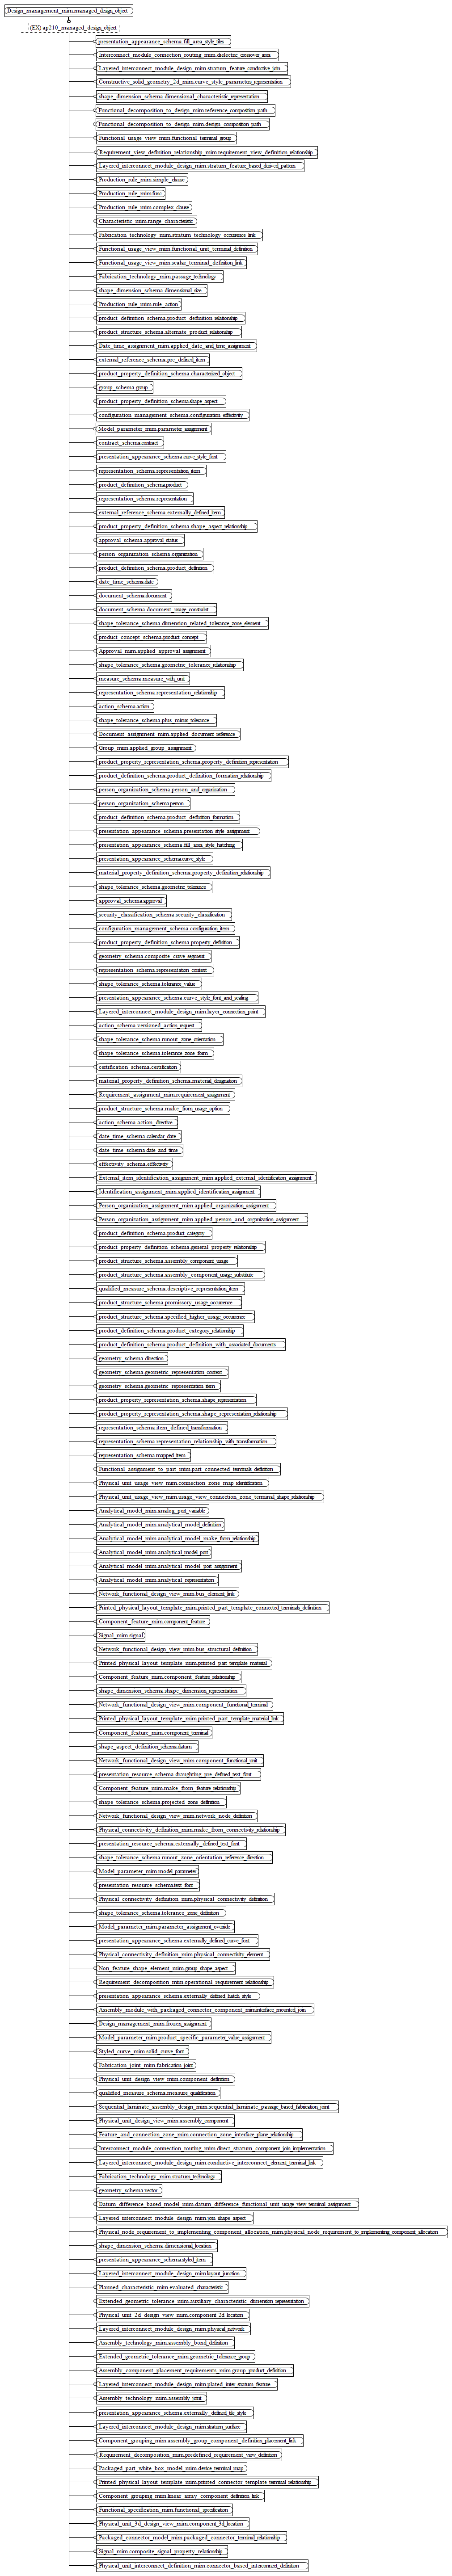 Design_management_mim.managed_design_object
(EX) ap210_managed_design_object
presentation_appearance_schema.fill_area_style_tiles
Interconnect_module_connection_routing_mim.dielectric_crossover_area
Layered_interconnect_module_design_mim.stratum_feature_conductive_join
Constructive_solid_geometry_2d_mim.curve_style_parameters_representation
shape_dimension_schema.dimensional_characteristic_representation
Functional_decomposition_to_design_mim.reference_composition_path
Functional_decomposition_to_design_mim.design_composition_path
Functional_usage_view_mim.functional_terminal_group
Requirement_view_definition_relationship_mim.requirement_view_definition_relationship
Layered_interconnect_module_design_mim.stratum_feature_based_derived_pattern
Production_rule_mim.simple_clause
Production_rule_mim.func
Production_rule_mim.complex_clause
Characteristic_mim.range_characteristic
Fabrication_technology_mim.stratum_technology_occurrence_link
Functional_usage_view_mim.functional_unit_terminal_definition
Functional_usage_view_mim.scalar_terminal_definition_link
Fabrication_technology_mim.passage_technology
shape_dimension_schema.dimensional_size
Production_rule_mim.rule_action
product_definition_schema.product_definition_relationship
product_structure_schema.alternate_product_relationship
Date_time_assignment_mim.applied_date_and_time_assignment
external_reference_schema.pre_defined_item
product_property_definition_schema.characterized_object
group_schema.group
product_property_definition_schema.shape_aspect
configuration_management_schema.configuration_effectivity
Model_parameter_mim.parameter_assignment
contract_schema.contract
presentation_appearance_schema.curve_style_font
representation_schema.representation_item
product_definition_schema.product
representation_schema.representation
external_reference_schema.externally_defined_item
product_property_definition_schema.shape_aspect_relationship
approval_schema.approval_status
person_organization_schema.organization
product_definition_schema.product_definition
date_time_schema.date
document_schema.document
document_schema.document_usage_constraint
shape_tolerance_schema.dimension_related_tolerance_zone_element
product_concept_schema.product_concept
Approval_mim.applied_approval_assignment
shape_tolerance_schema.geometric_tolerance_relationship
measure_schema.measure_with_unit
representation_schema.representation_relationship
action_schema.action
shape_tolerance_schema.plus_minus_tolerance
Document_assignment_mim.applied_document_reference
Group_mim.applied_group_assignment
product_property_representation_schema.property_definition_representation
product_definition_schema.product_definition_formation_relationship
person_organization_schema.person_and_organization
person_organization_schema.person
product_definition_schema.product_definition_formation
presentation_appearance_schema.presentation_style_assignment
presentation_appearance_schema.fill_area_style_hatching
presentation_appearance_schema.curve_style
material_property_definition_schema.property_definition_relationship
shape_tolerance_schema.geometric_tolerance
approval_schema.approval
security_classification_schema.security_classification
configuration_management_schema.configuration_item
product_property_definition_schema.property_definition
geometry_schema.composite_curve_segment
representation_schema.representation_context
shape_tolerance_schema.tolerance_value
presentation_appearance_schema.curve_style_font_and_scaling
Layered_interconnect_module_design_mim.layer_connection_point
action_schema.versioned_action_request
shape_tolerance_schema.runout_zone_orientation
shape_tolerance_schema.tolerance_zone_form
certification_schema.certification
material_property_definition_schema.material_designation
Requirement_assignment_mim.requirement_assignment
product_structure_schema.make_from_usage_option
action_schema.action_directive
date_time_schema.calendar_date
date_time_schema.date_and_time
effectivity_schema.effectivity
External_item_identification_assignment_mim.applied_external_identification_assignment
Identification_assignment_mim.applied_identification_assignment
Person_organization_assignment_mim.applied_organization_assignment
Person_organization_assignment_mim.applied_person_and_organization_assignment
product_definition_schema.product_category
product_property_definition_schema.general_property_relationship
product_structure_schema.assembly_component_usage
product_structure_schema.assembly_component_usage_substitute
qualified_measure_schema.descriptive_representation_item
product_structure_schema.promissory_usage_occurrence
product_structure_schema.specified_higher_usage_occurrence
product_definition_schema.product_category_relationship
product_definition_schema.product_definition_with_associated_documents
geometry_schema.direction
geometry_schema.geometric_representation_context
geometry_schema.geometric_representation_item
product_property_representation_schema.shape_representation
product_property_representation_schema.shape_representation_relationship
representation_schema.item_defined_transformation
representation_schema.representation_relationship_with_transformation
representation_schema.mapped_item
Functional_assignment_to_part_mim.part_connected_terminals_definition
Physical_unit_usage_view_mim.connection_zone_map_identification
Physical_unit_usage_view_mim.usage_view_connection_zone_terminal_shape_relationship
Analytical_model_mim.analog_port_variable
Analytical_model_mim.analytical_model_definition
Analytical_model_mim.analytical_model_make_from_relationship
Analytical_model_mim.analytical_model_port
Analytical_model_mim.analytical_model_port_assignment
Analytical_model_mim.analytical_representation
Network_functional_design_view_mim.bus_element_link
Printed_physical_layout_template_mim.printed_part_template_connected_terminals_definition
Component_feature_mim.component_feature
Signal_mim.signal
Network_functional_design_view_mim.bus_structural_definition
Printed_physical_layout_template_mim.printed_part_template_material
Component_feature_mim.component_feature_relationship
shape_dimension_schema.shape_dimension_representation
Network_functional_design_view_mim.component_functional_terminal
Printed_physical_layout_template_mim.printed_part_template_material_link
Component_feature_mim.component_terminal
shape_aspect_definition_schema.datum
Network_functional_design_view_mim.component_functional_unit
presentation_resource_schema.draughting_pre_defined_text_font
Component_feature_mim.make_from_feature_relationship
shape_tolerance_schema.projected_zone_definition
Network_functional_design_view_mim.network_node_definition
Physical_connectivity_definition_mim.make_from_connectivity_relationship
presentation_resource_schema.externally_defined_text_font
shape_tolerance_schema.runout_zone_orientation_reference_direction
Model_parameter_mim.model_parameter
presentation_resource_schema.text_font
Physical_connectivity_definition_mim.physical_connectivity_definition
shape_tolerance_schema.tolerance_zone_definition
Model_parameter_mim.parameter_assignment_override
presentation_appearance_schema.externally_defined_curve_font
Physical_connectivity_definition_mim.physical_connectivity_element
Non_feature_shape_element_mim.group_shape_aspect
Requirement_decomposition_mim.operational_requirement_relationship
presentation_appearance_schema.externally_defined_hatch_style
Assembly_module_with_packaged_connector_component_mim.interface_mounted_join
Design_management_mim.frozen_assignment
Model_parameter_mim.product_specific_parameter_value_assignment
Styled_curve_mim.solid_curve_font
Fabrication_joint_mim.fabrication_joint
Physical_unit_design_view_mim.component_definition
qualified_measure_schema.measure_qualification
Sequential_laminate_assembly_design_mim.sequential_laminate_passage_based_fabrication_joint
Physical_unit_design_view_mim.assembly_component
Feature_and_connection_zone_mim.connection_zone_interface_plane_relationship
Interconnect_module_connection_routing_mim.direct_stratum_component_join_implementation
Layered_interconnect_module_design_mim.conductive_interconnect_element_terminal_link
Fabrication_technology_mim.stratum_technology
geometry_schema.vector
Datum_difference_based_model_mim.datum_difference_functional_unit_usage_view_terminal_assignment
Layered_interconnect_module_design_mim.join_shape_aspect
Physical_node_requirement_to_implementing_component_allocation_mim.physical_node_requirement_to_implementing_component_allocation
shape_dimension_schema.dimensional_location
presentation_appearance_schema.styled_item
Layered_interconnect_module_design_mim.layout_junction
Planned_characteristic_mim.evaluated_characteristic
Extended_geometric_tolerance_mim.auxiliary_characteristic_dimension_representation
Physical_unit_2d_design_view_mim.component_2d_location
Layered_interconnect_module_design_mim.physical_network
Assembly_technology_mim.assembly_bond_definition
Extended_geometric_tolerance_mim.geometric_tolerance_group
Assembly_component_placement_requirements_mim.group_product_definition
Layered_interconnect_module_design_mim.plated_inter_stratum_feature
Assembly_technology_mim.assembly_joint
presentation_appearance_schema.externally_defined_tile_style
Layered_interconnect_module_design_mim.stratum_surface
Component_grouping_mim.assembly_group_component_definition_placement_link
Requirement_decomposition_mim.predefined_requirement_view_definition
Packaged_part_white_box_model_mim.device_terminal_map
Printed_physical_layout_template_mim.printed_connector_template_terminal_relationship
Component_grouping_mim.linear_array_component_definition_link
Functional_specification_mim.functional_specification
Physical_unit_3d_design_view_mim.component_3d_location
Packaged_connector_model_mim.packaged_connector_terminal_relationship
Signal_mim.composite_signal_property_relationship
Physical_unit_interconnect_definition_mim.connector_based_interconnect_definition